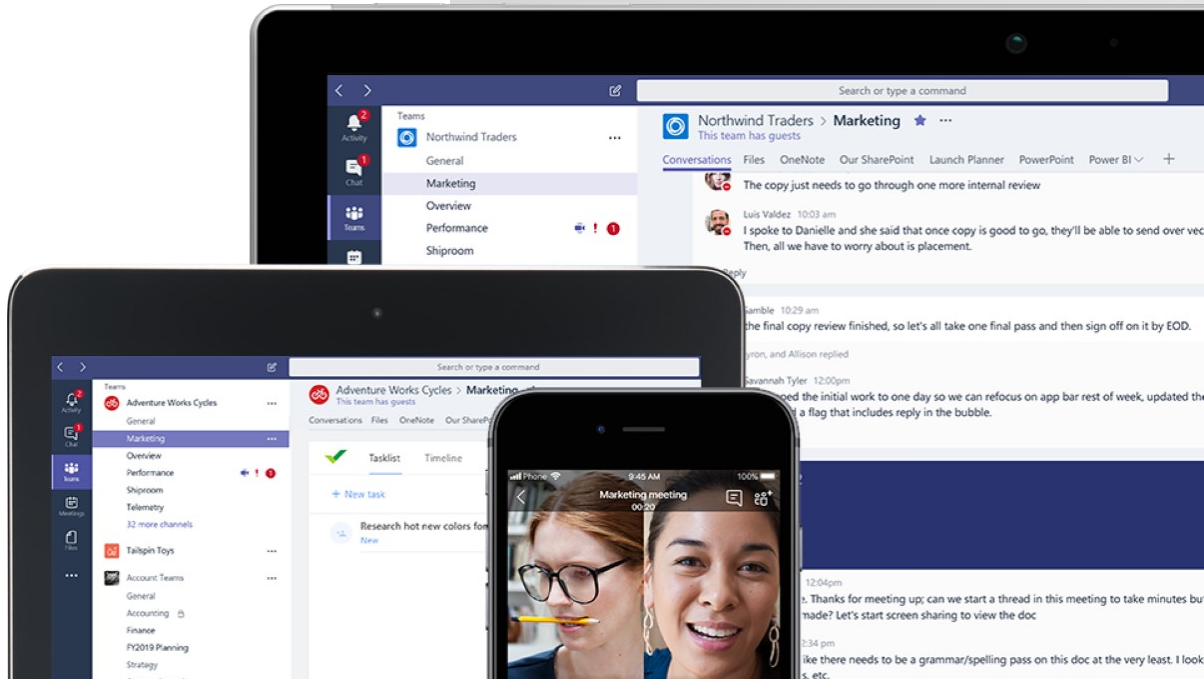 Search or type a command
Activity
Chat
Teams
Teams
Northwind Traders
General
Marketing
Overview
Performance
1
Shiproom
2
1
Northwind Traders > Marketing
This team has guests
Conversations Files OneNote Our SharePoint Launch Planner PowerPoint Power BI
The copy just needs to go through one more internal review
Luis Valdez 10:03 am
I spoke to Danielle and she said that once copy is good to go, they'll be able to send over vec
Then, all we have to worry about is placement.
Reply
Gamble 10:29 am
the final copy review finished, so let's all take one final pass and then sign off on it by EOD.
yron, and Allison replied
Savannah Tyler 12:00pm
ped the initial work to one day so we can refocus on app bar rest of week, updated the
a flag that includes reply in the bubble.
12:04pm
. Thanks for meeting up; can we start a thread in this meeting to take minutes but
made? Let's start screen sharing to view the doc
2:34 pm
like there needs to be a grammar/spelling pass on this doc at the very least. I look
s, etc.
Search or type a command
Activity
Chat
Teams
Meetings
Files
2
1
Teams
Adventure Works Cycles
General
Marketing
Overview
Performance
1
Shiproom
Telemetry
32 more channels
Tailspin Toys
Account Teams
General
Accounting
Finance
FY2019 Planning
Strategy
Adventure Works Cycles > Marketing
This team has guests
Conversations Files OneNote Our ShareP
Tasklist Timeline
+ New task
Research hot new colors for
New
Phone 9:45 AM 100%
Marketing meeting
00:20